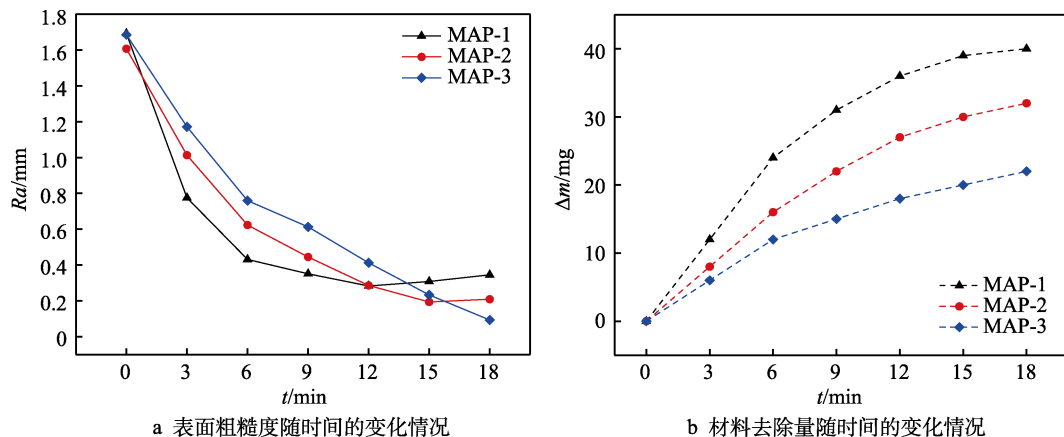 1.8
1.6
1.4
1.2
1.0
0.8
0.6
0.4
0.2
0
Ra/mm
MAP-1
MAP-2
MAP-3
0 3 6 9 12 15 18
t/min
a 表面粗糙度随时间的变化情况
40
30
20
10
0
Δm/mg
MAP-1
MAP-2
MAP-3
0 3 6 9 12 15 18
t/min
b 材料去除量随时间的变化情况